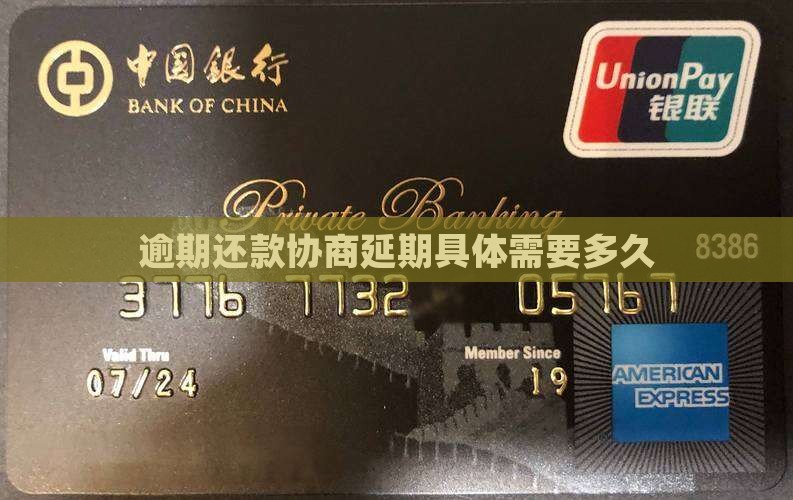 中国銀行
BANK OF CHINA
UnionPay
银联
Private Banking
逾期还款协商延期具体需要多久
8386
3776 7732 05767
Valid Thru
Member Since
07/24
19
AMERICAN
EXPRESS